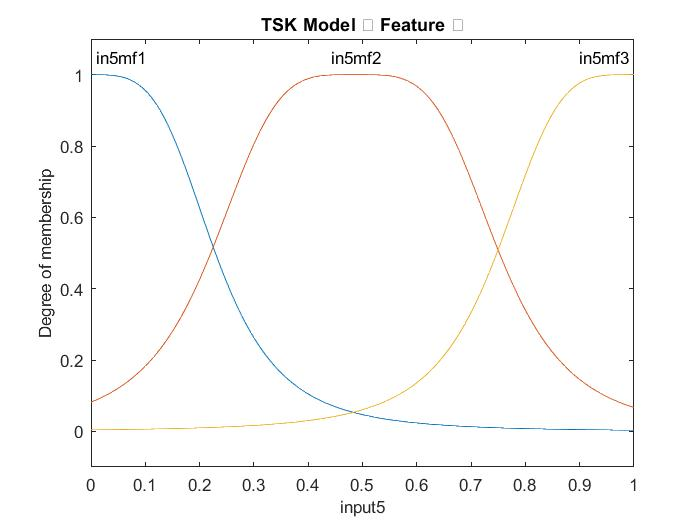 TSK Model Feature
in5mf1 in5mf2 in5mf3
1
0.8
0.6
0.4
0.2
0
Degree of membership
0 0.1 0.2 0.3 0.4 0.5 0.6 0.7 0.8 0.9 1
input5